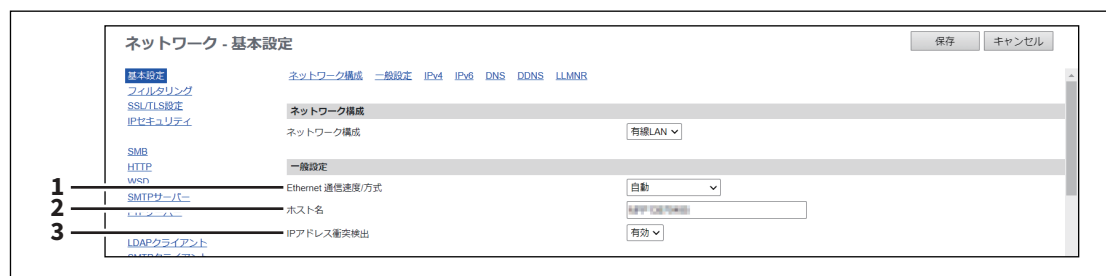 ネットワーク - 基本設定
保存 キャンセル
基本設定
フィルタリング
SSL/TLS設定
IPセキュリティ
SMB
HTTP
WSD
SMTPサーバー
LDAPクライアント
ネットワーク構成 一般設定 IPv4 IPv6 DNS DDNS LLMNR
ネットワーク構成
ネットワーク構成 有線LAN
一般設定
1 Ethernet 通信速度/方式 自動
2 ホスト名
3 IPアドレス衝突検出 有効